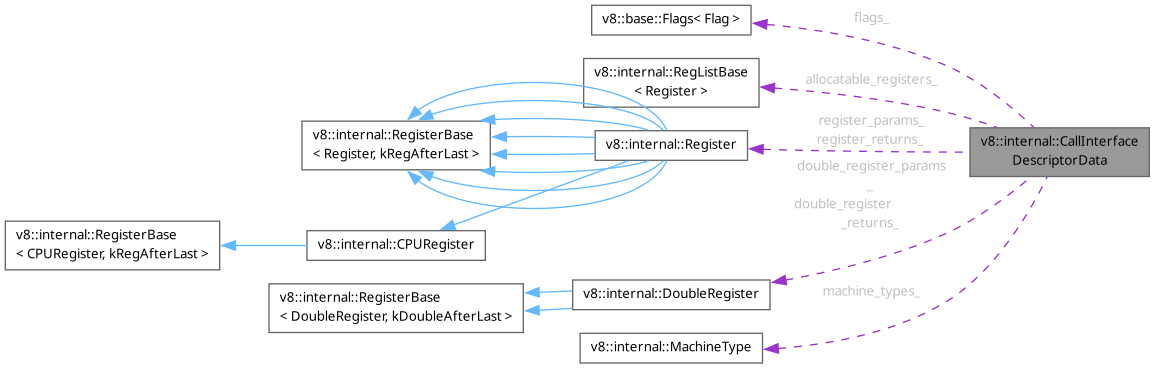 v8::base::Flags< Flag >
flags_
v8::internal::RegListBase
< Register >
allocatable_registers_
v8::internal::RegisterBase
< Register, kRegAfterLast >
v8::internal::Register
register_params_
register_returns_
v8::internal::CallInterface
DescriptorData
double_register_params
_
double_register
_returns_
v8::internal::RegisterBase
< CPURegister, kRegAfterLast >
v8::internal::CPURegister
v8::internal::RegisterBase
< DoubleRegister, kDoubleAfterLast >
v8::internal::DoubleRegister
machine_types_
v8::internal::MachineType